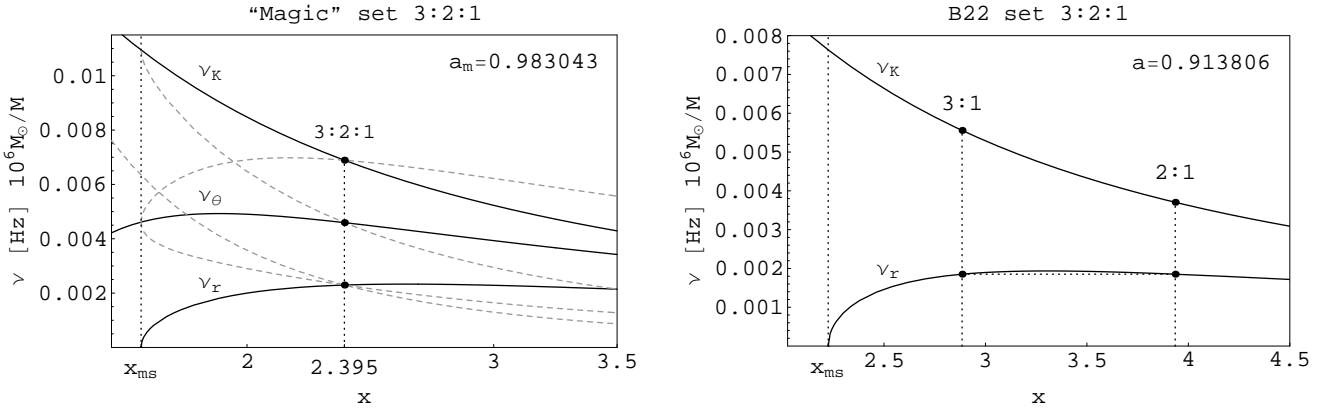 “Magic” set 3:2:1
a_m=0.983043
ν_K
3:2:1
ν_θ
ν_r
ν [Hz] 10^6M_⊙/M
0.01
0.008
0.006
0.004
0.002
x_ms
2
2.395
3
3.5
x
B22 set 3:2:1
a=0.913806
ν_K
3:1
2:1
ν_r
ν [Hz] 10^6M_⊙/M
0.008
0.007
0.006
0.005
0.004
0.003
0.002
0.001
x_ms
2.5
3
3.5
4
4.5
x